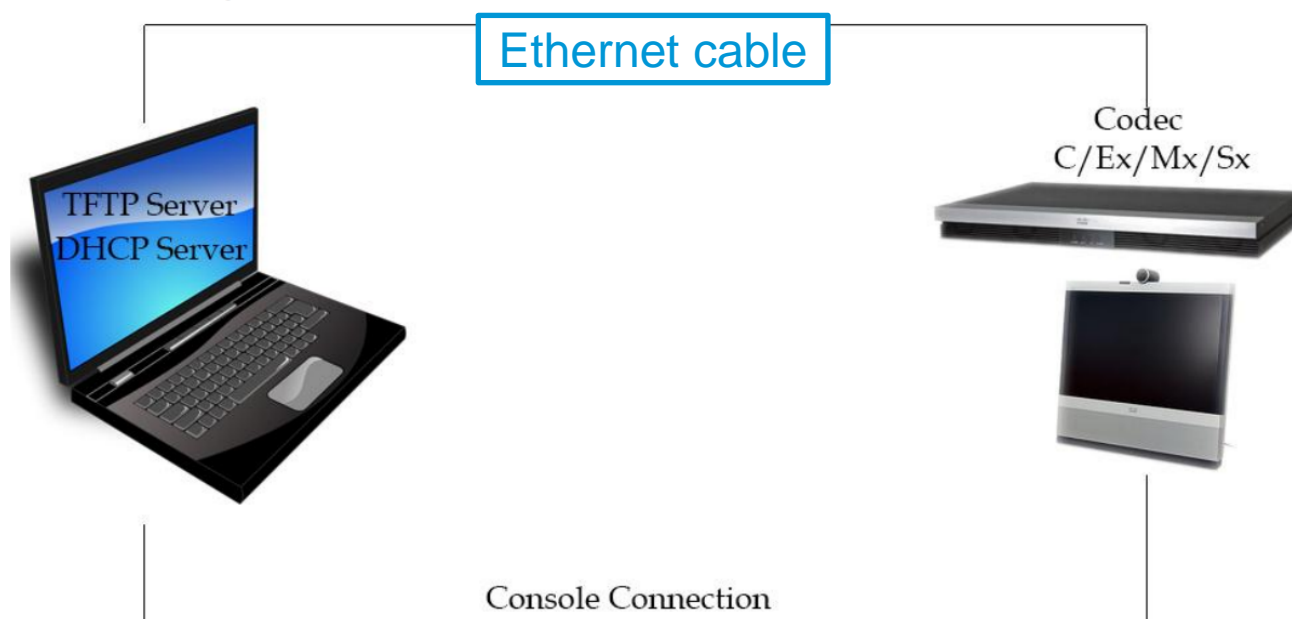 Ethernet cable
Codec
C/Ex/Mx/Sx
TFTP Server
DHCP Server
Console Connection